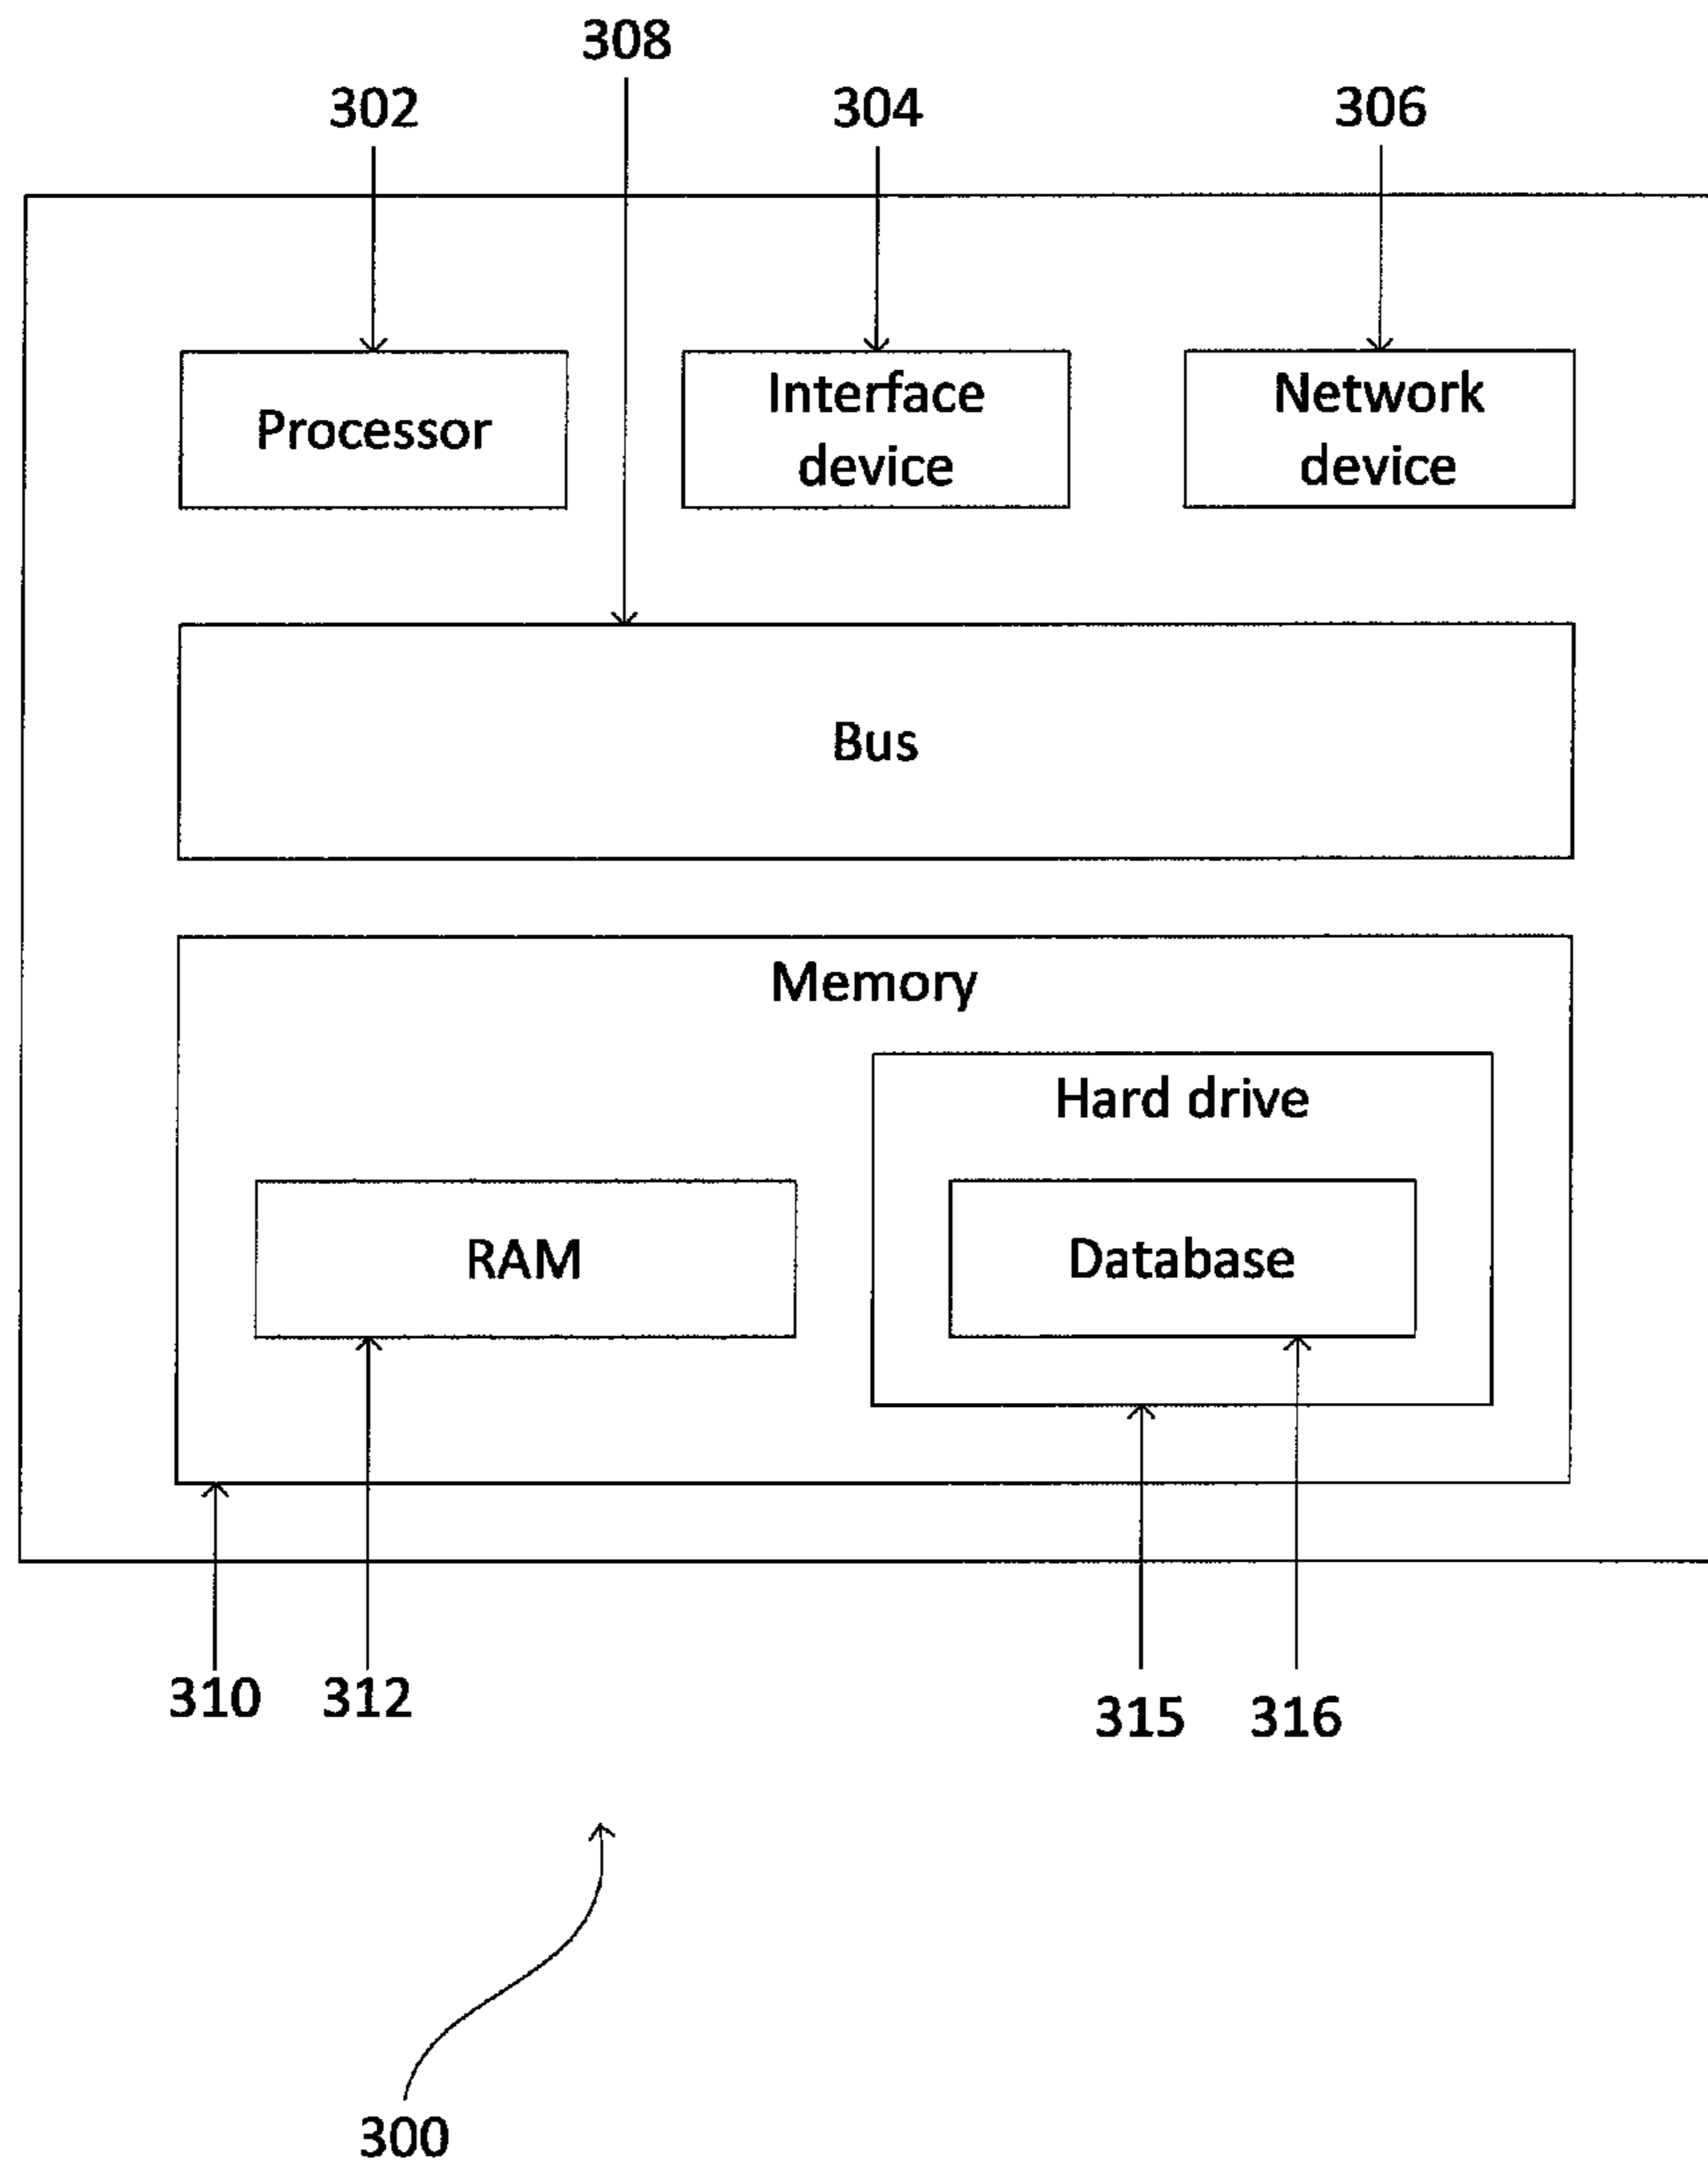 308
302
304
306
Processor
Interface
device
Network
device
Bus
Memory
Hard drive
RAM
Database
310
312
315
316
300